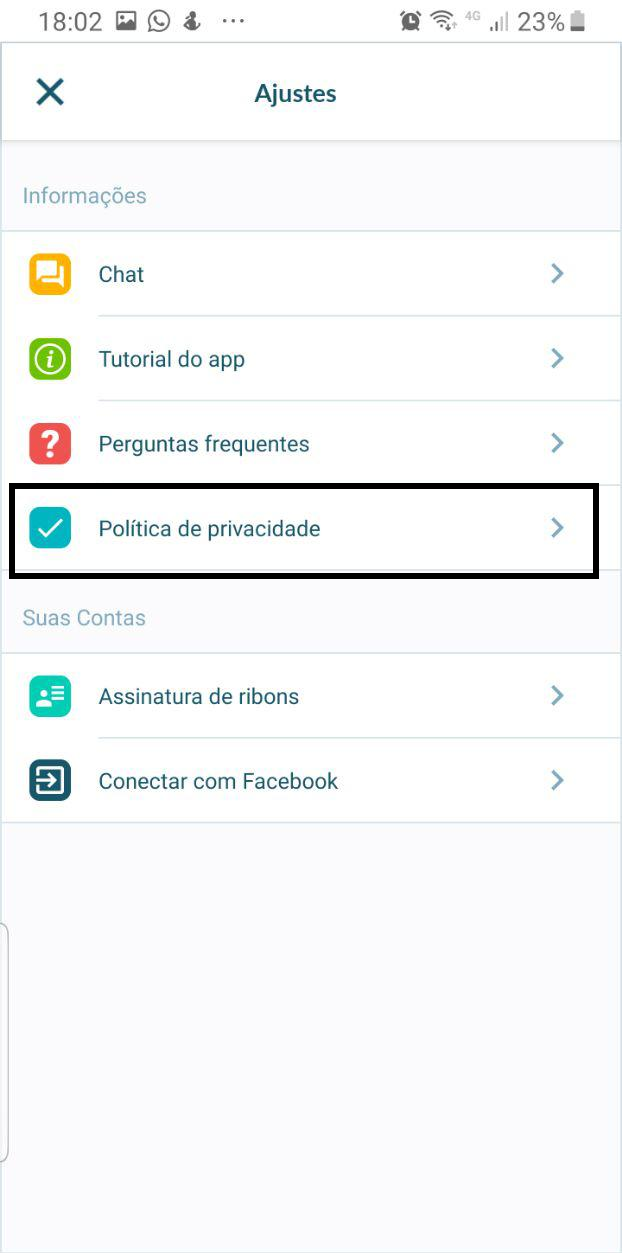 18:02 ... 4G 23%
Ajustes
Informações
Chat
Tutorial do app
Perguntas frequentes
Política de privacidade
Suas Contas
Assinatura de ribons
Conectar com Facebook